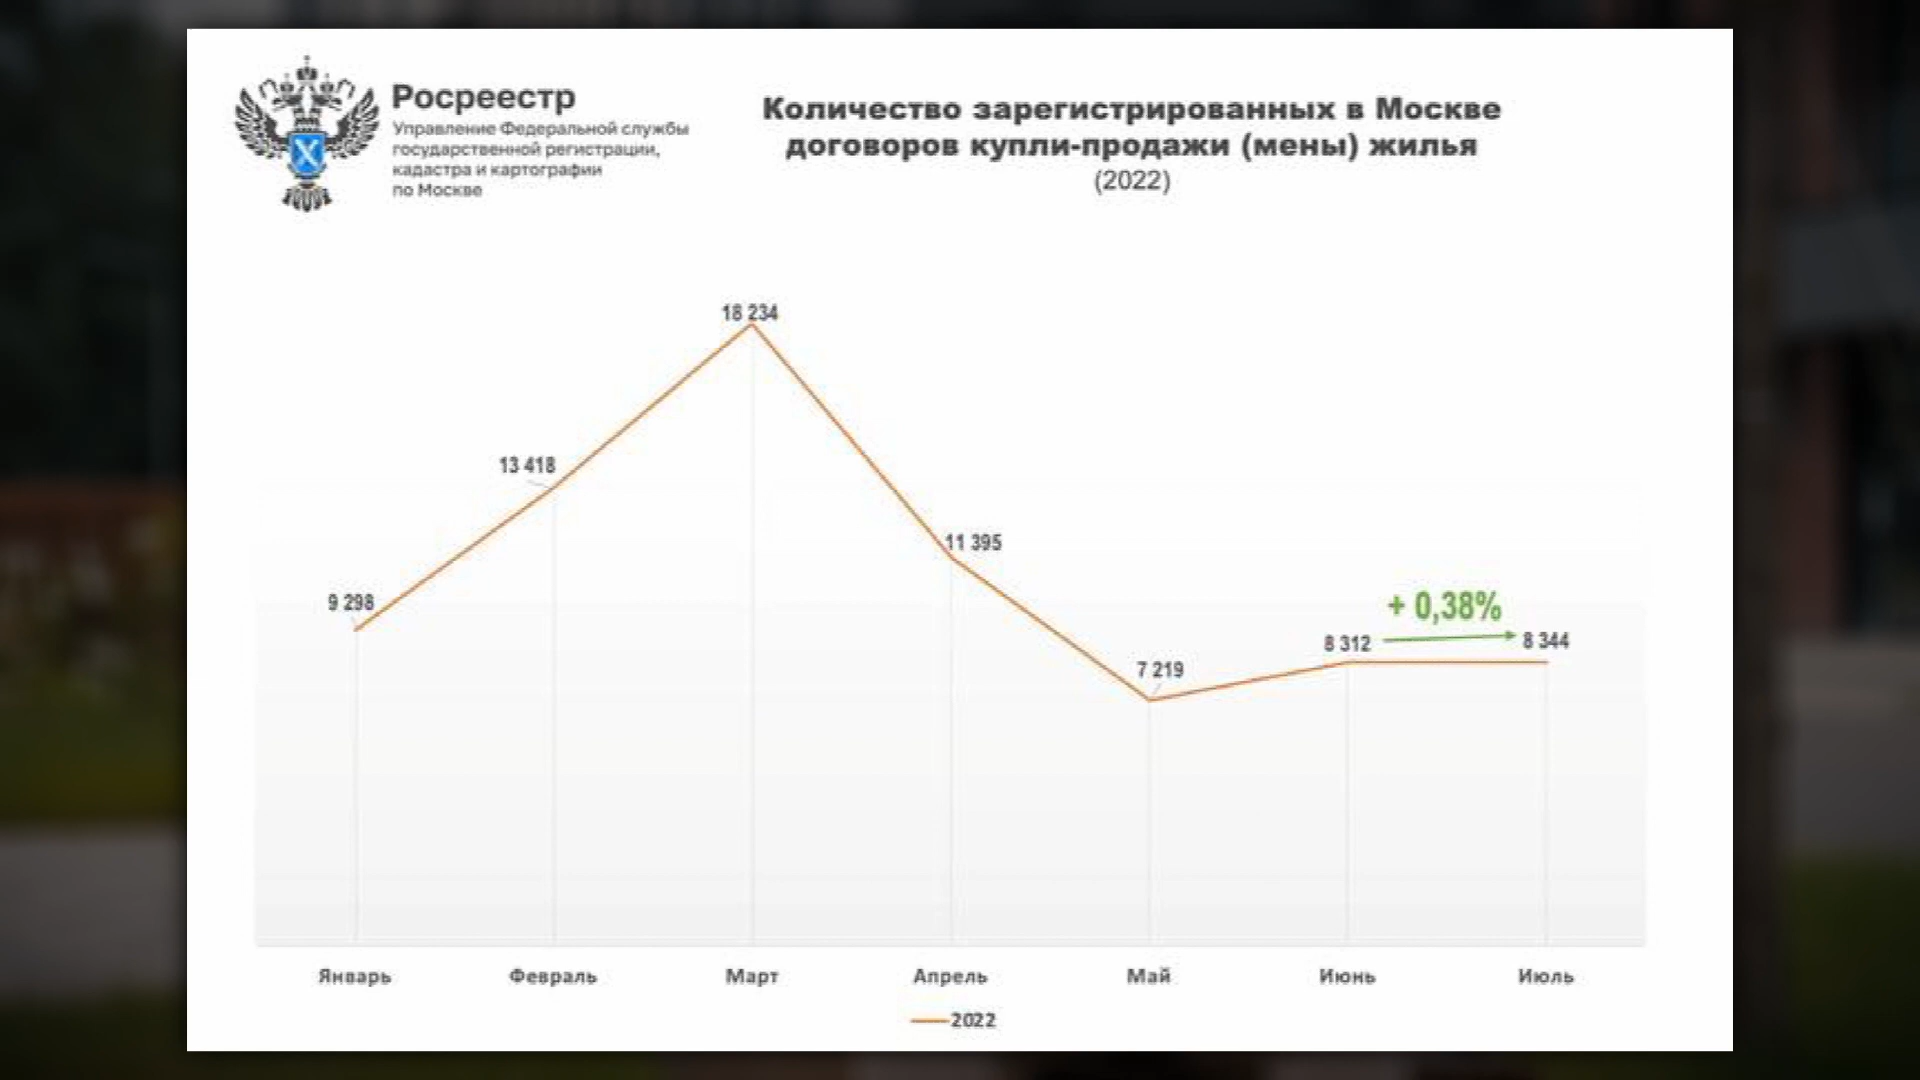 Росреестр
Управление Федеральной службы
государственной регистрации,
кадастра и картографии
по Москве
Количество зарегистрированных в Москве
договоров купли-продажи (мены) жилья
(2022)
18 234
13 418
11 395
9 298
+ 0,38%
8 312
8 344
7 219
Январь
Февраль
Март
Апрель
Май
Июнь
Июль
2022